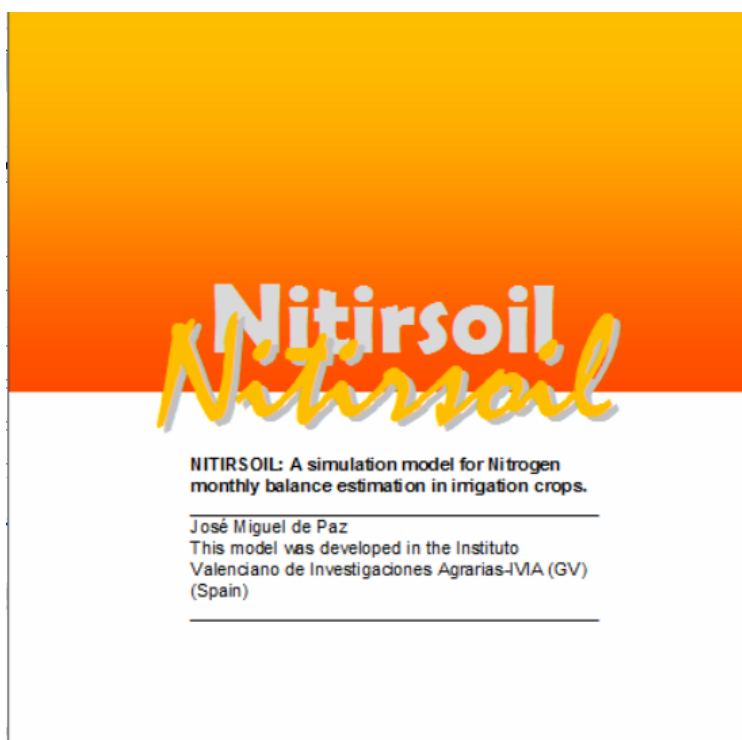 Nitirsoil
Nitirsoil
NITIRSOIL: A simulation model for Nitrogen
monthly balance estimation in irrigation crops.
José Miguel de Paz
This model was developed in the Instituto
Valenciano de Investigaciones Agrarias-IVIA (GV)
(Spain)